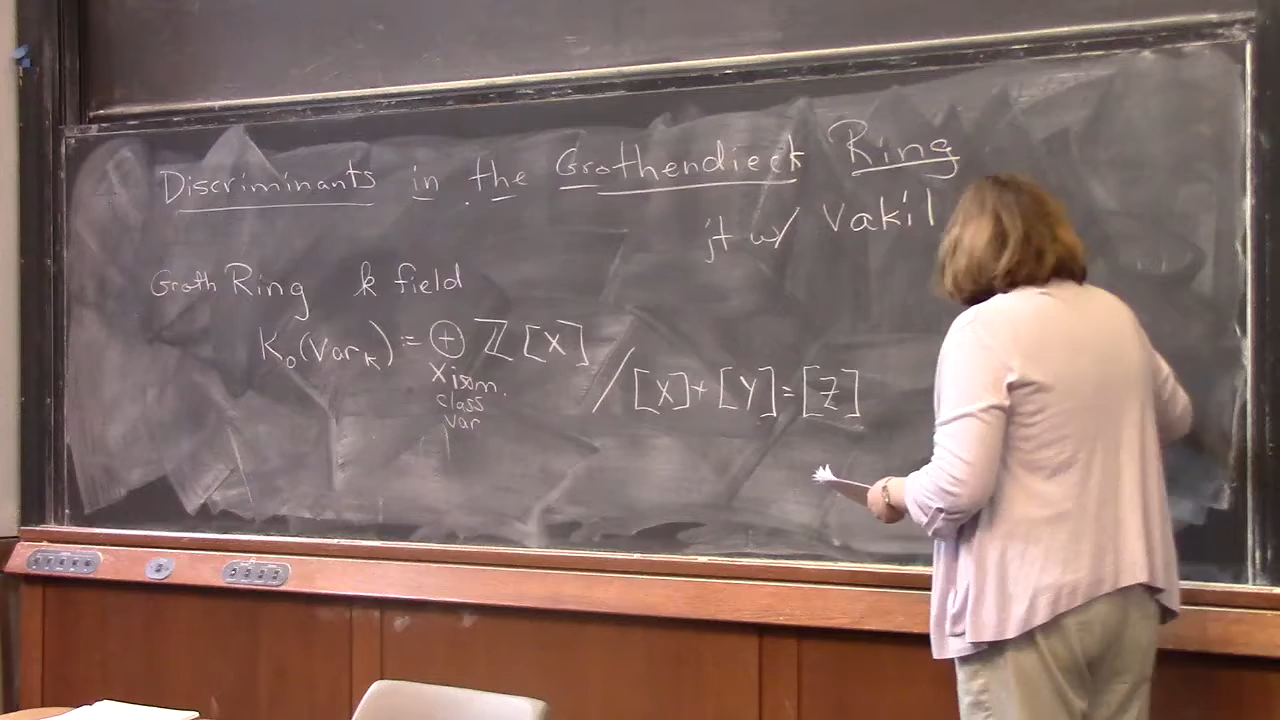 Discriminants in the Grothendieck Ring
jt w/ Vakil
Groth Ring k field
K₀(Var_k) := ⊕ ℤ[X] / [X]+[Y]=[Z]
X isom.
class
var